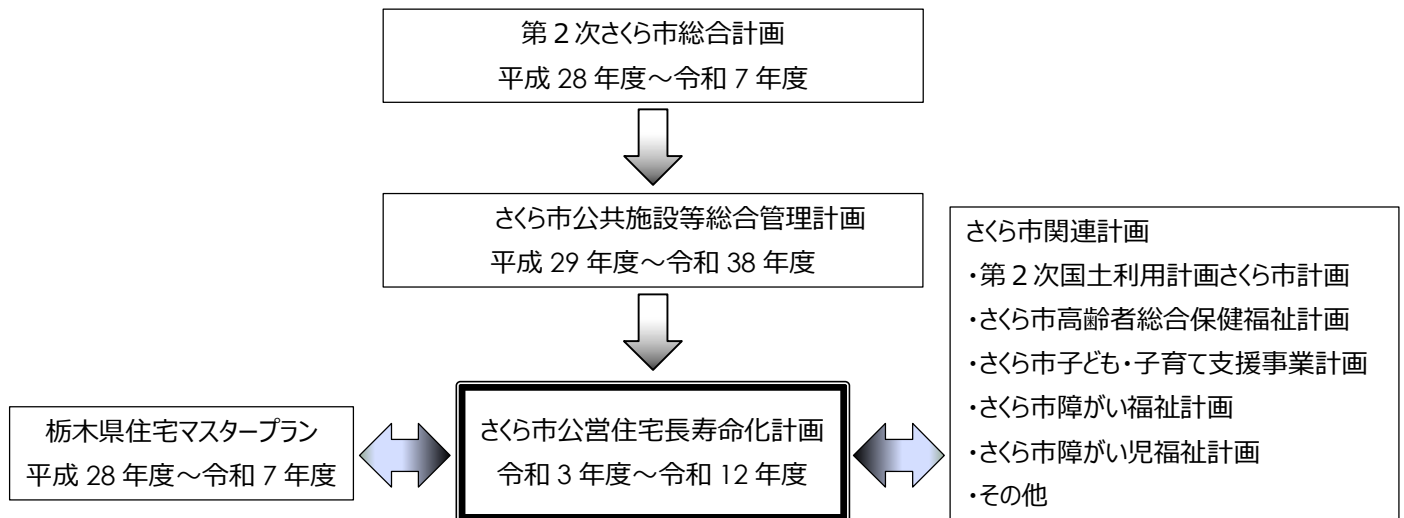 第２次さくら市総合計画
平成 28 年度～令和 7 年度
さくら市公共施設等総合管理計画
平成 29 年度～令和 38 年度
さくら市関連計画
・第２次国土利用計画さくら市計画
・さくら市高齢者総合保健福祉計画
・さくら市子ども・子育て支援事業計画
・さくら市障がい福祉計画
・さくら市障がい児福祉計画
・その他
栃木県住宅マスタープラン
平成 28 年度～令和 7 年度
さくら市公営住宅長寿命化計画
令和 3 年度～令和 12 年度